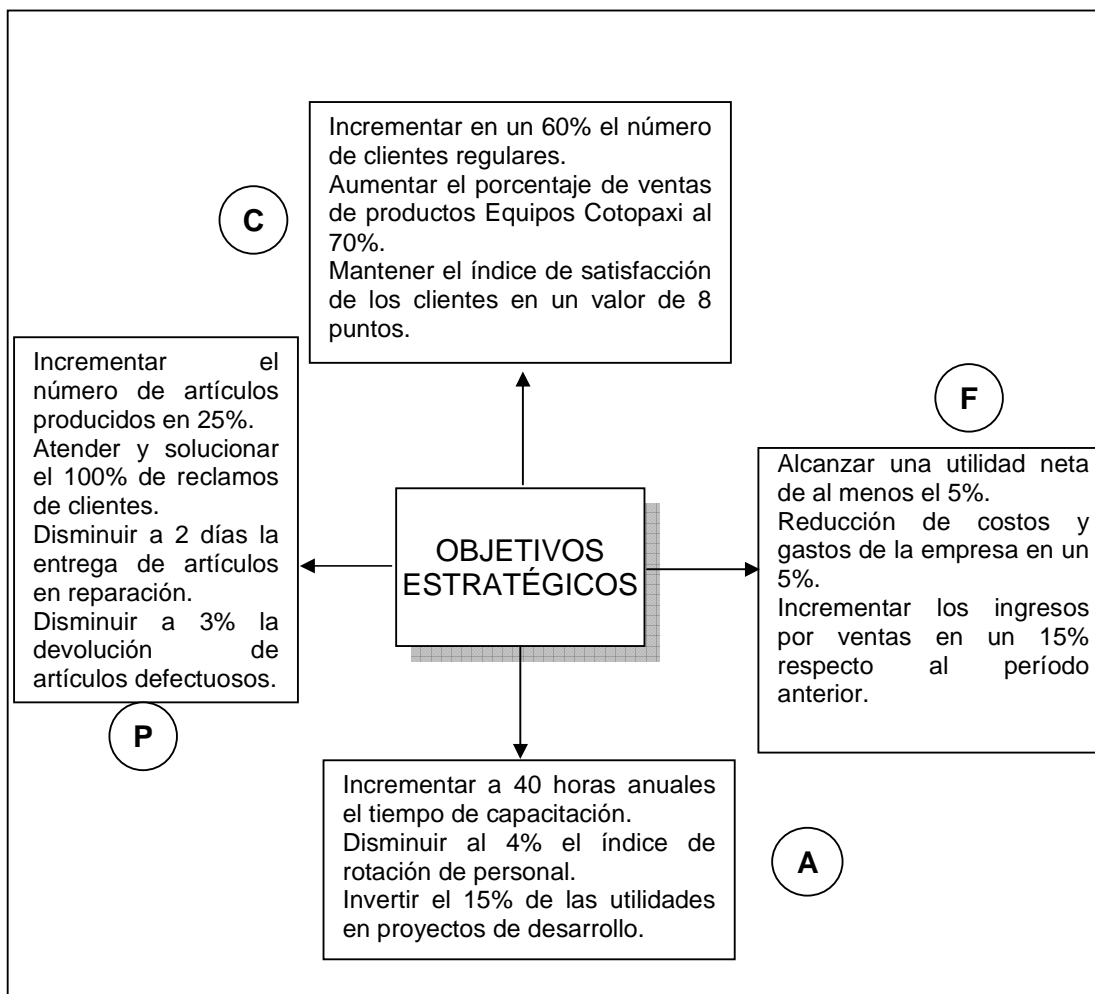 Incrementar en un 60% el número
de clientes regulares.
Aumentar el porcentaje de ventas
de productos Equipos Cotopaxi al
70%.
Mantener el índice de satisfacción
de los clientes en un valor de 8
puntos.
C
Incrementar el
número de artículos
producidos en 25%.
Atender y solucionar
el 100% de reclamos
de clientes.
Disminuir a 2 días la
entrega de artículos
en reparación.
Disminuir a 3% la
devolución de
artículos defectuosos.
P
OBJETIVOS
ESTRATÉGICOS
F
Alcanzar una utilidad neta
de al menos el 5%.
Reducción de costos y
gastos de la empresa en un
5%.
Incrementar los ingresos
por ventas en un 15%
respecto al período
anterior.
Incrementar a 40 horas anuales
el tiempo de capacitación.
Disminuir al 4% el índice de
rotación de personal.
Invertir el 15% de las utilidades
en proyectos de desarrollo.
A